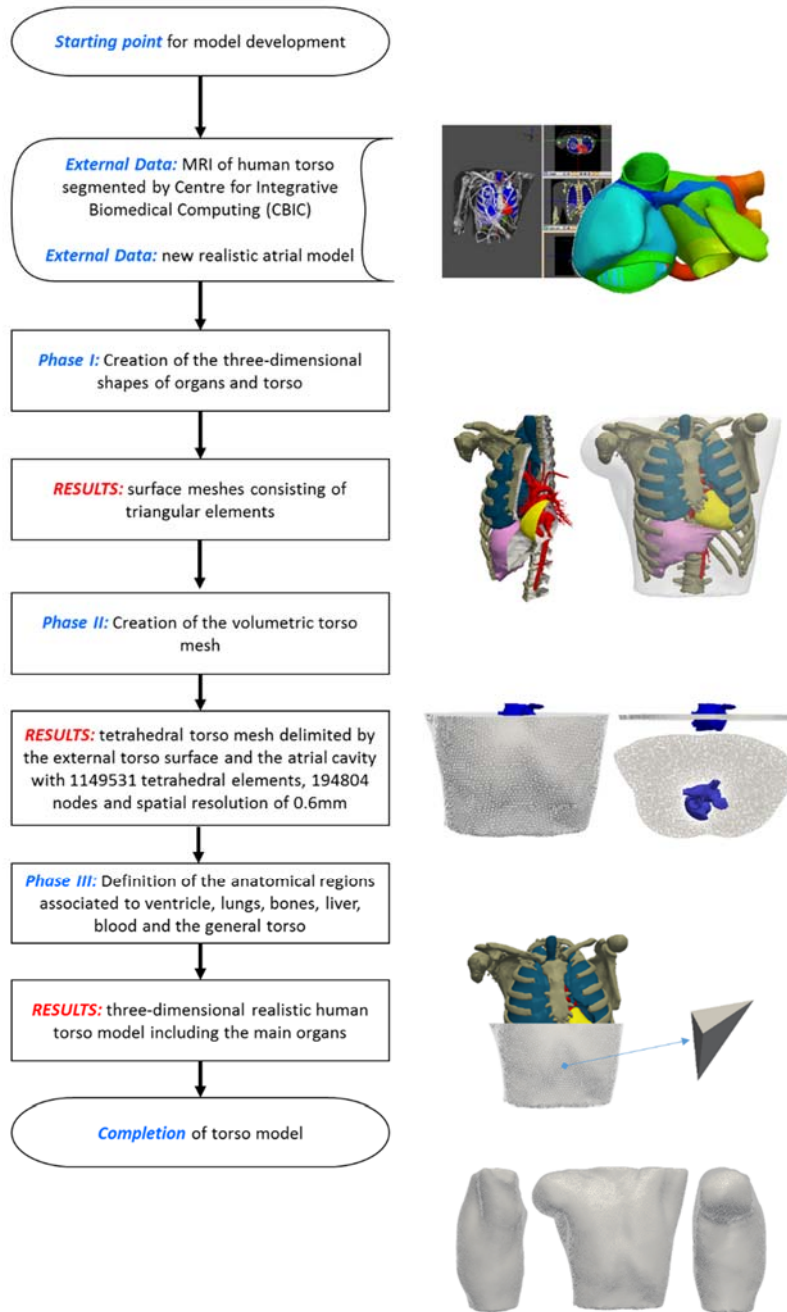 Starting point for model development
External Data: MRI of human torso
segmented by Centre for Integrative
Biomedical Computing (CBIC)
External Data: new realistic atrial model
Phase I: Creation of the three-dimensional
shapes of organs and torso
RESULTS: surface meshes consisting of
triangular elements
Phase II: Creation of the volumetric torso
mesh
RESULTS: tetrahedral torso mesh delimited by
the external torso surface and the atrial cavity
with 1149531 tetrahedral elements, 194804
nodes and spatial resolution of 0.6mm
Phase III: Definition of the anatomical regions
associated to ventricle, lungs, bones, liver,
blood and the general torso
RESULTS: three-dimensional realistic human
torso model including the main organs
Completion of torso model